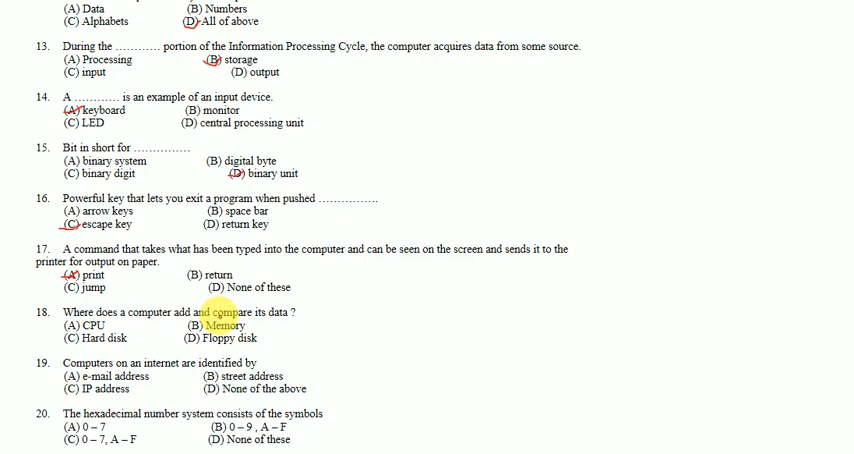 (A) Data (B) Numbers
(C) Alphabets (D) All of above
13. During the ………… portion of the Information Processing Cycle, the computer acquires data from some source.
(A) Processing (B) storage
(C) input (D) output
14. A ………… is an example of an input device.
(A) keyboard (B) monitor
(C) LED (D) central processing unit
15. Bit in short for ……………
(A) binary system (B) digital byte
(C) binary digit (D) binary unit
16. Powerful key that lets you exit a program when pushed …………….
(A) arrow keys (B) space bar
(C) escape key (D) return key
17. A command that takes what has been typed into the computer and can be seen on the screen and sends it to the
printer for output on paper.
(A) print (B) return
(C) jump (D) None of these
18. Where does a computer add and compare its data ?
(A) CPU (B) Memory
(C) Hard disk (D) Floppy disk
19. Computers on an internet are identified by
(A) e-mail address (B) street address
(C) IP address (D) None of the above
20. The hexadecimal number system consists of the symbols
(A) 0 – 7 (B) 0 – 9 , A – F
(C) 0 – 7, A – F (D) None of these